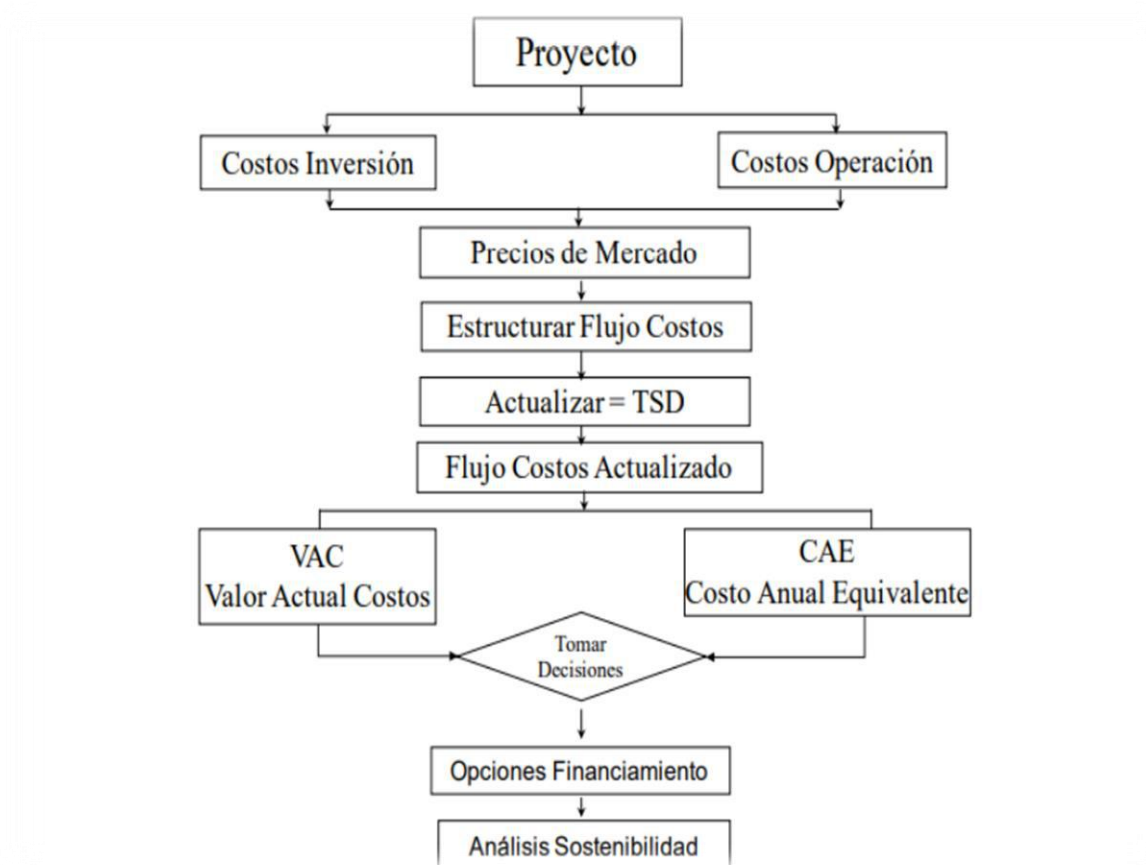 Proyecto
Costos Inversión
Costos Operación
Precios de Mercado
Estructurar Flujo Costos
Actualizar = TSD
Flujo Costos Actualizado
VAC
Valor Actual Costos
CAE
Costo Anual Equivalente
Tomar
Decisiones
Opciones Financiamiento
Análisis Sostenibilidad